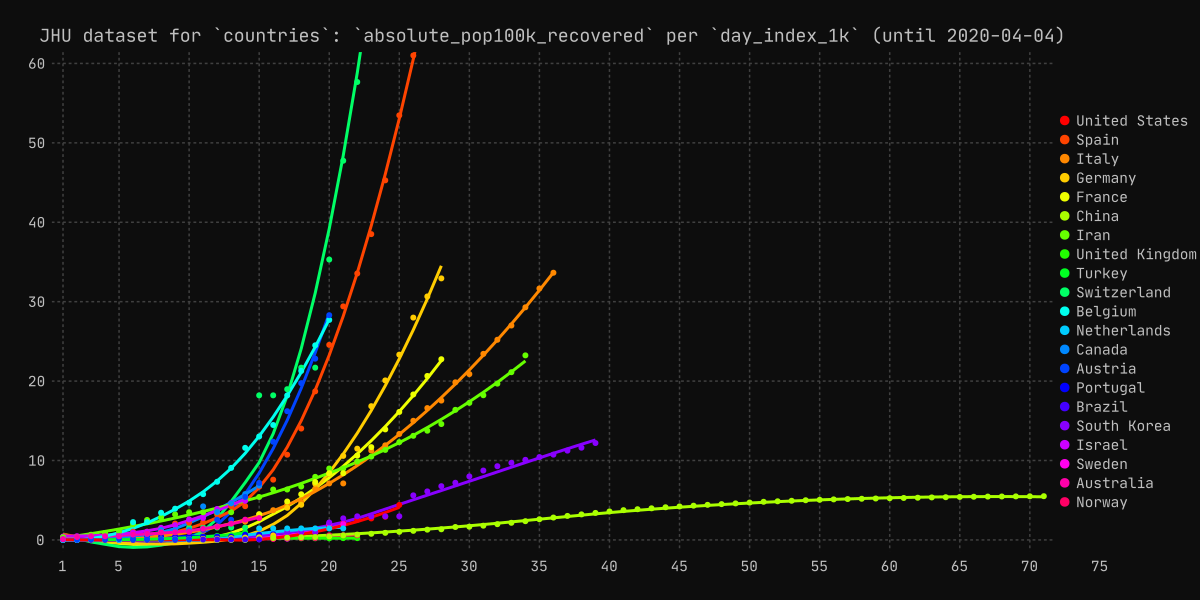 JHU dataset for `countries`: `absolute_pop100k_recovered` per `day_index_1k` (until 2020-04-04)
60
50
40
30
20
10
0
1 5 10 15 20 25 30 35 40 45 50 55 60 65 70 75
United States
Spain
Italy
Germany
France
China
Iran
United Kingdom
Turkey
Switzerland
Belgium
Netherlands
Canada
Austria
Portugal
Brazil
South Korea
Israel
Sweden
Australia
Norway